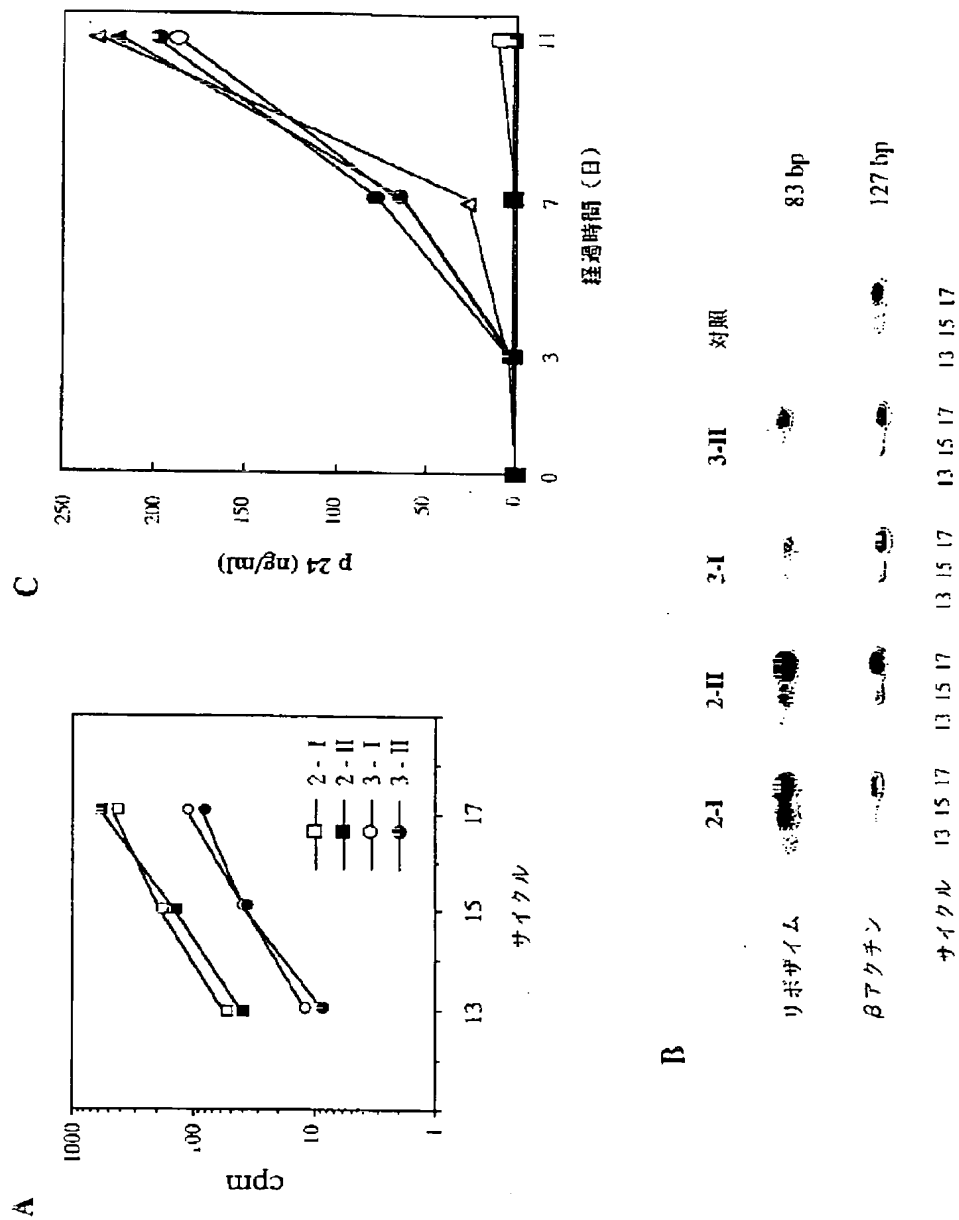 A
1000
100
10
1
cpm
13
15
17
サイクル
2 - I
2 - II
3 - I
3 - II
C
250
200
150
100
50
0
p 24 (ng/ml)
0
3
7
11
経過時間（日）
B
2-I
2-II
3-I
3-II
対照
リボザイム
83 bp
βアクチン
127 bp
サイクル
13 15 17
13 15 17
13 15 17
13 15 17
13 15 17